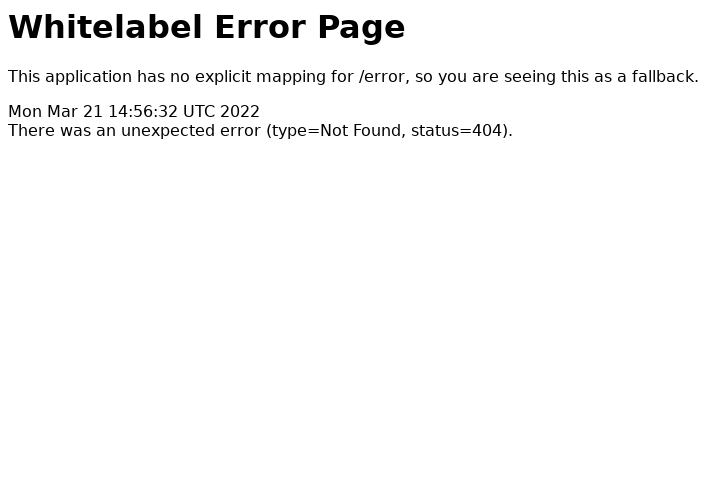 Whitelabel Error Page
This application has no explicit mapping for /error, so you are seeing this as a fallback.
Mon Mar 21 14:56:32 UTC 2022
There was an unexpected error (type=Not Found, status=404).